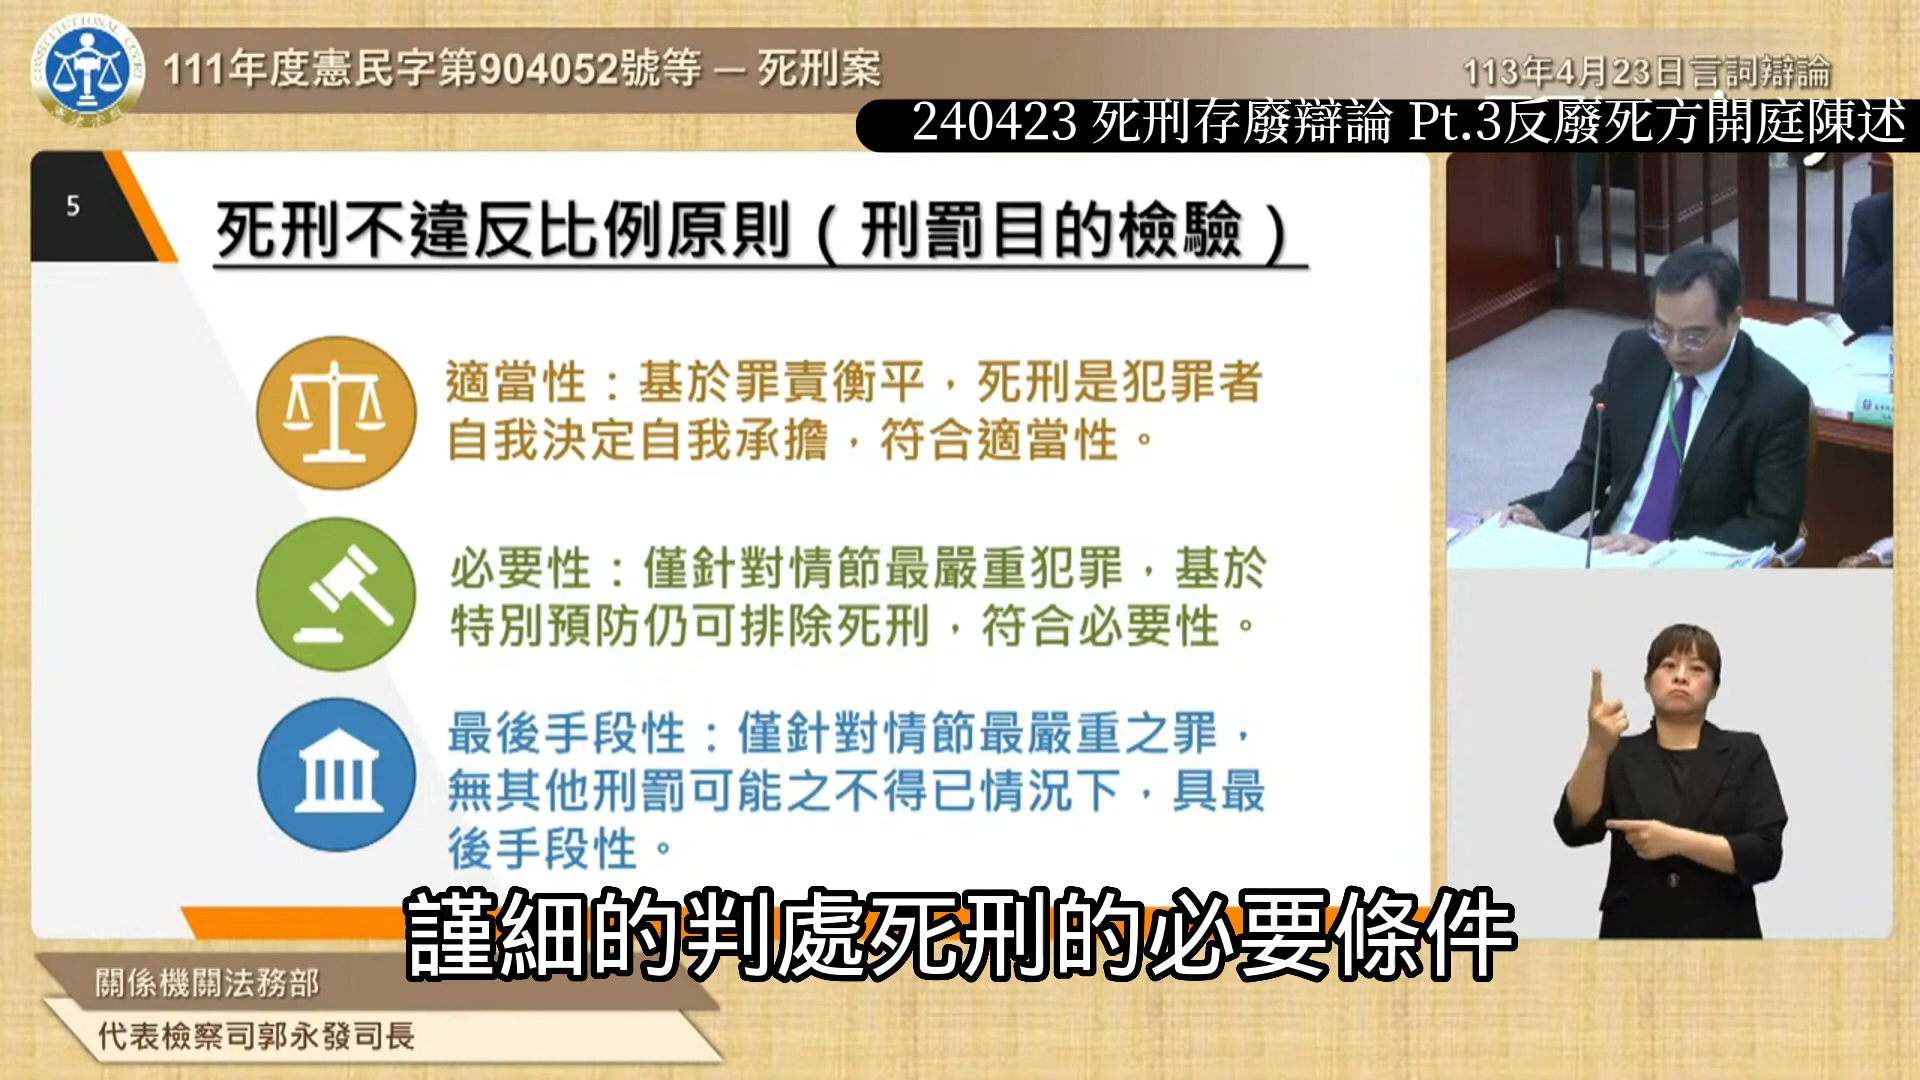 111年度憲民字第904052號等 ─ 死刑案
113年4月23日言詞辯論
240423 死刑存廢辯論 Pt.3反廢死方開庭陳述
5
死刑不違反比例原則（刑罰目的檢驗）
適當性：基於罪責衡平，死刑是犯罪者
自我決定自我承擔，符合適當性。
必要性：僅針對情節最嚴重犯罪，基於
特別預防仍可排除死刑，符合必要性。
最後手段性：僅針對情節最嚴重之罪，
無其他刑罰可能之不得已情況下，具最
後手段性。
謹細的判處死刑的必要條件
關係機關法務部
代表檢察司郭永發司長